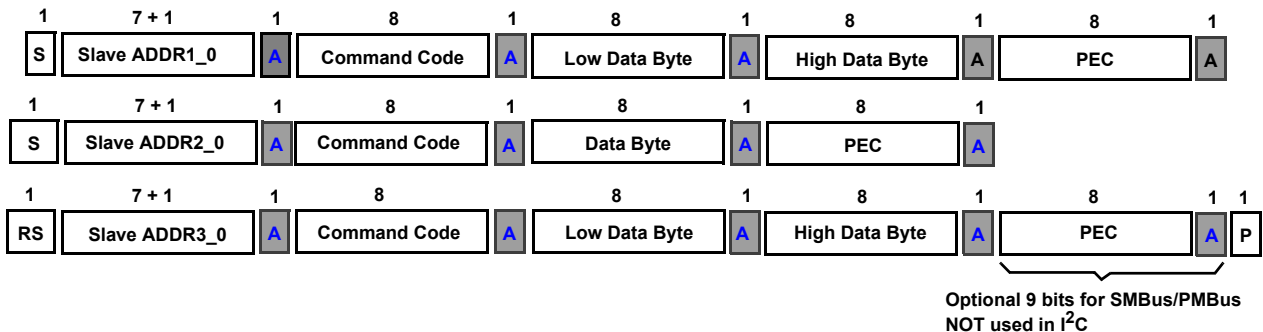 1 7 + 1 1 8 1 8 1 8 1 8 1
S Slave ADDR1_0 A Command Code A Low Data Byte A High Data Byte A PEC A
1 7 + 1 1 8 1 8 1 8 1
S Slave ADDR2_0 A Command Code A Data Byte A PEC A
1 7 + 1 1 8 1 8 1 8 1 8 1 1
RS Slave ADDR3_0 A Command Code A Low Data Byte A High Data Byte A PEC A P
Optional 9 bits for SMBus/PMBus
NOT used in I²C